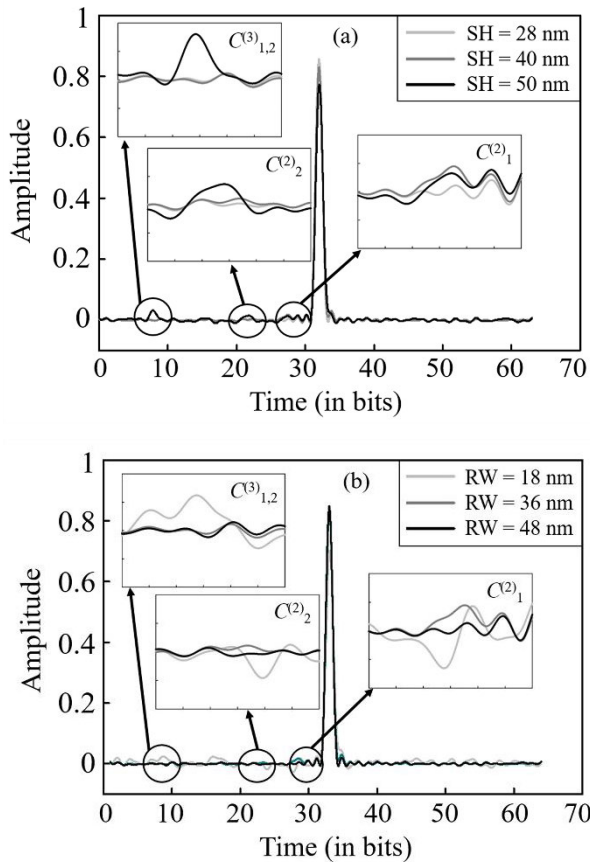 (a)
SH = 28 nm
SH = 40 nm
SH = 50 nm
C(3)1,2
C(2)2
C(2)1
Amplitude
1
0.8
0.6
0.4
0.2
0
0 10 20 30 40 50 60 70
Time (in bits)
(b)
RW = 18 nm
RW = 36 nm
RW = 48 nm
C(3)1,2
C(2)2
C(2)1
Amplitude
1
0.8
0.6
0.4
0.2
0
0 10 20 30 40 50 60 70
Time (in bits)